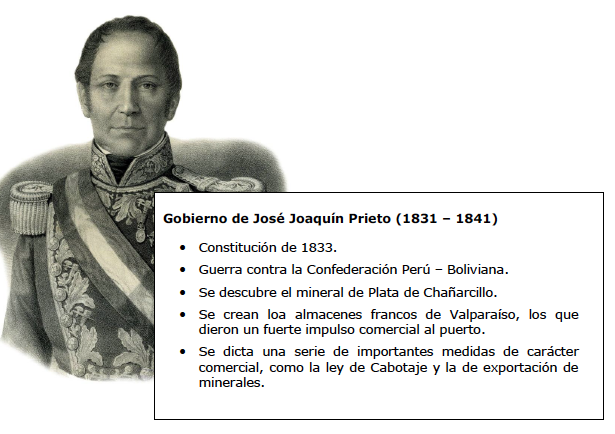 Gobierno de José Joaquín Prieto (1831 – 1841)
• Constitución de 1833.
• Guerra contra la Confederación Perú – Boliviana.
• Se descubre el mineral de Plata de Chañarcillo.
• Se crean loa almacenes francos de Valparaíso, los que
dieron un fuerte impulso comercial al puerto.
• Se dicta una serie de importantes medidas de carácter
comercial, como la ley de Cabotaje y la de exportación de
minerales.